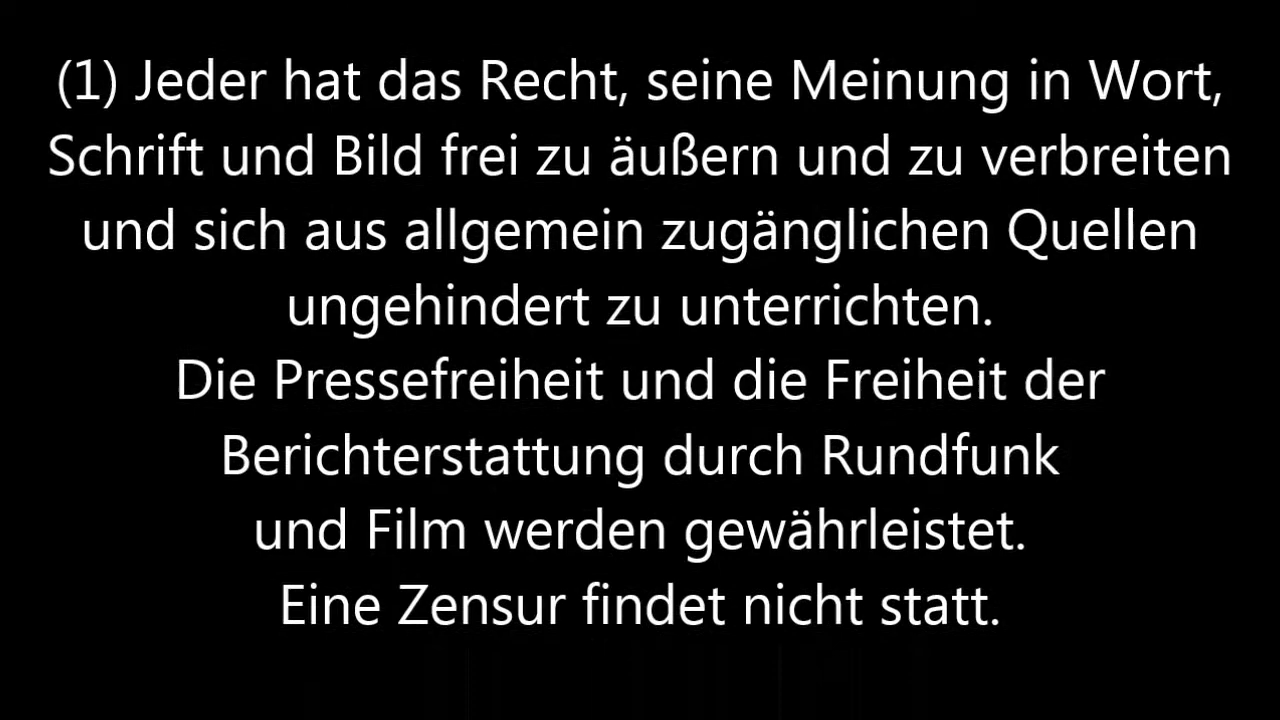 (1) Jeder hat das Recht, seine Meinung in Wort,
Schrift und Bild frei zu äußern und zu verbreiten
und sich aus allgemein zugänglichen Quellen
ungehindert zu unterrichten.
Die Pressefreiheit und die Freiheit der
Berichterstattung durch Rundfunk
und Film werden gewährleistet.
Eine Zensur findet nicht statt.